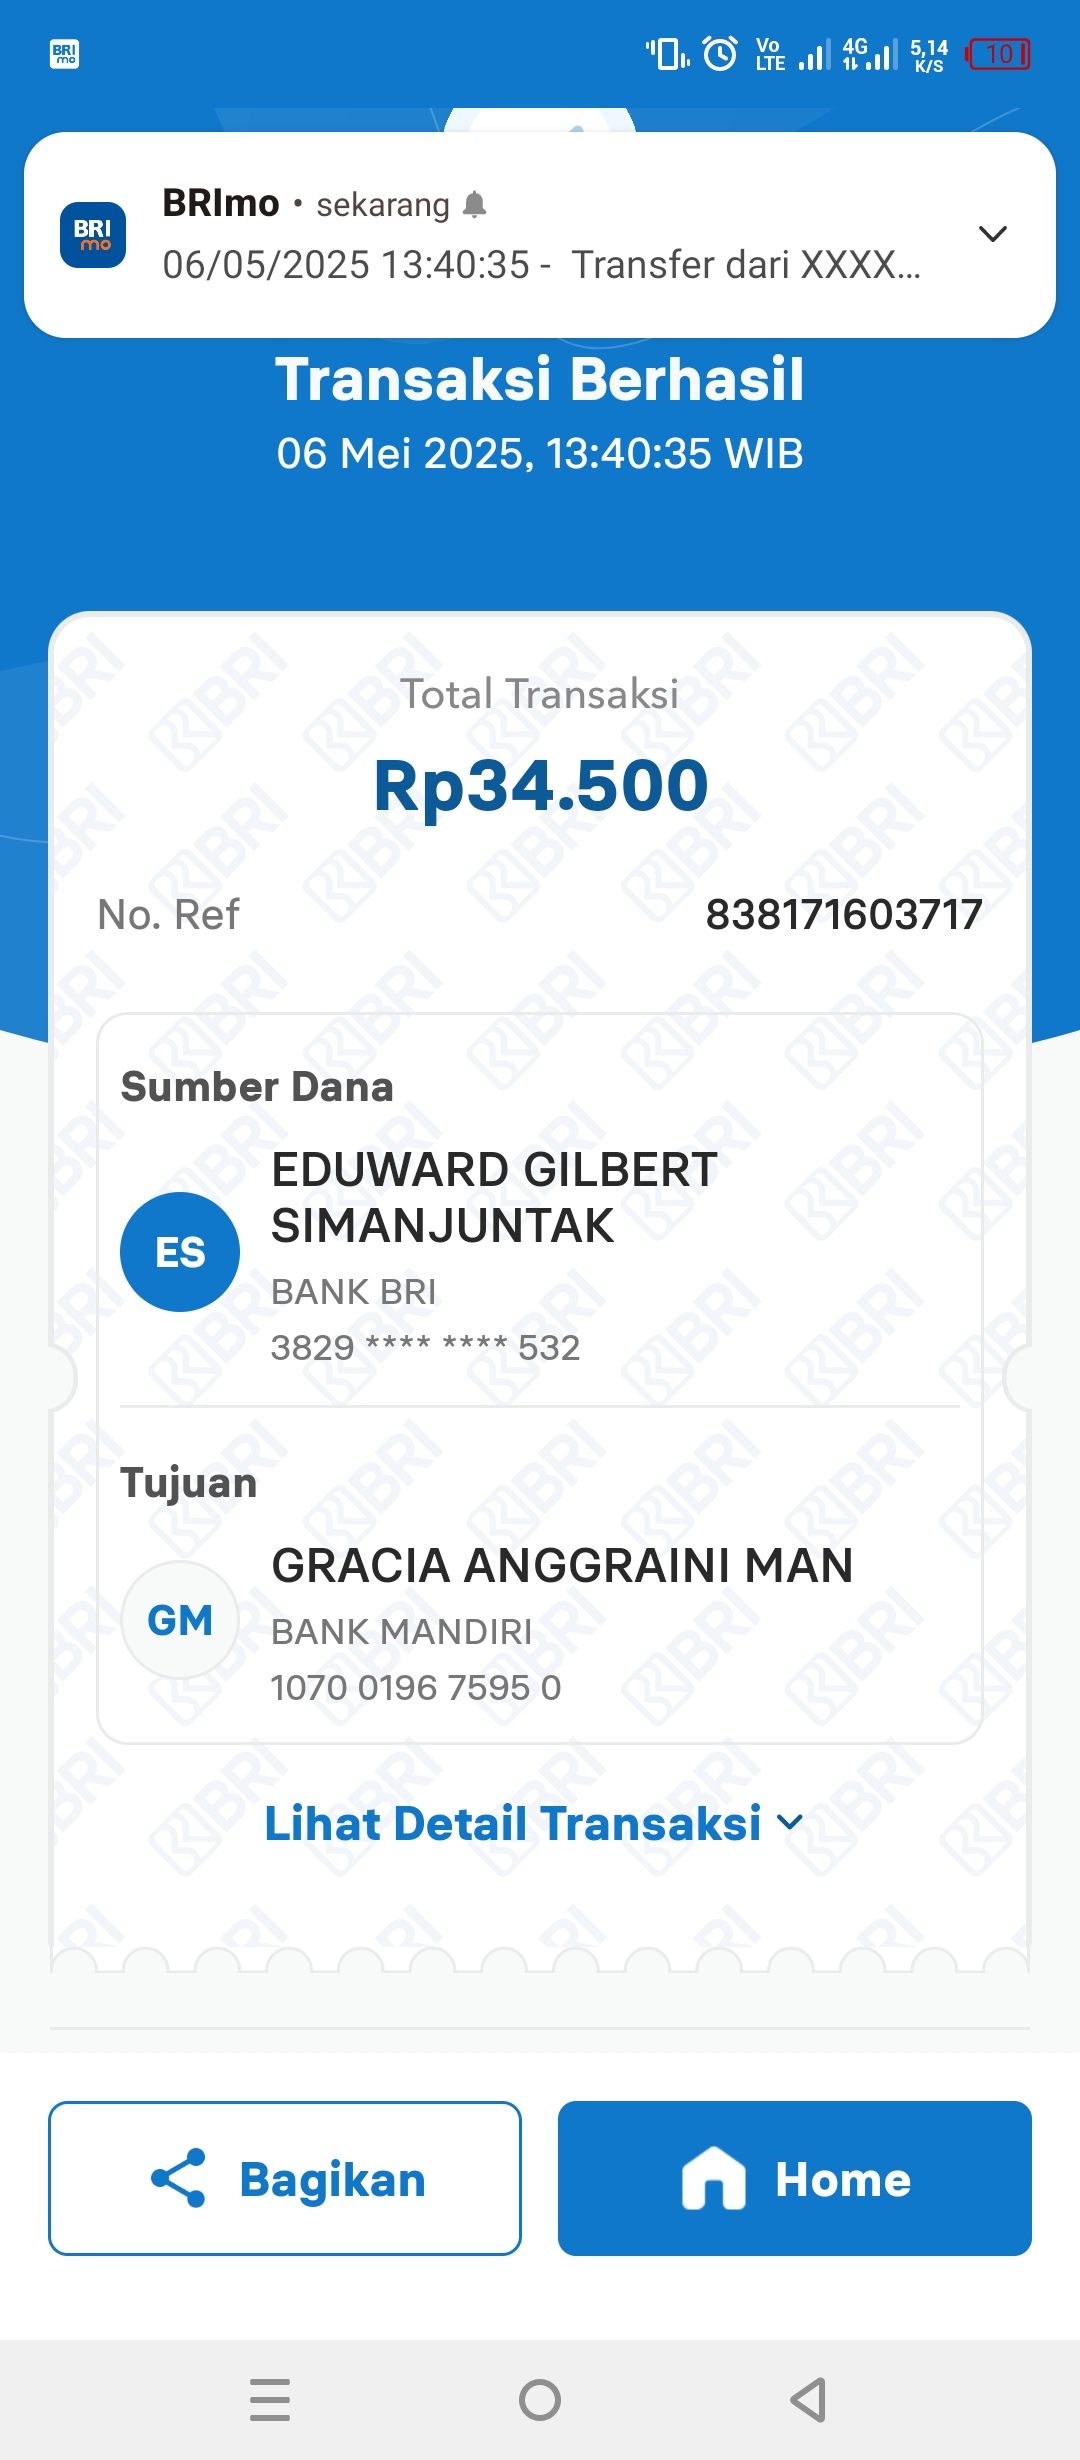 BRI
mo
Vo
LTE
4G
5,14
K/S
10
BRI
mo
BRImo • sekarang
06/05/2025 13:40:35 - Transfer dari XXXX...
Transaksi Berhasil
06 Mei 2025, 13:40:35 WIB
Total Transaksi
Rp34.500
No. Ref
838171603717
Sumber Dana
ES
EDUWARD GILBERT
SIMANJUNTAK
BANK BRI
3829 **** **** 532
Tujuan
GM
GRACIA ANGGRAINI MAN
BANK MANDIRI
1070 0196 7595 0
Lihat Detail Transaksi
Bagikan
Home